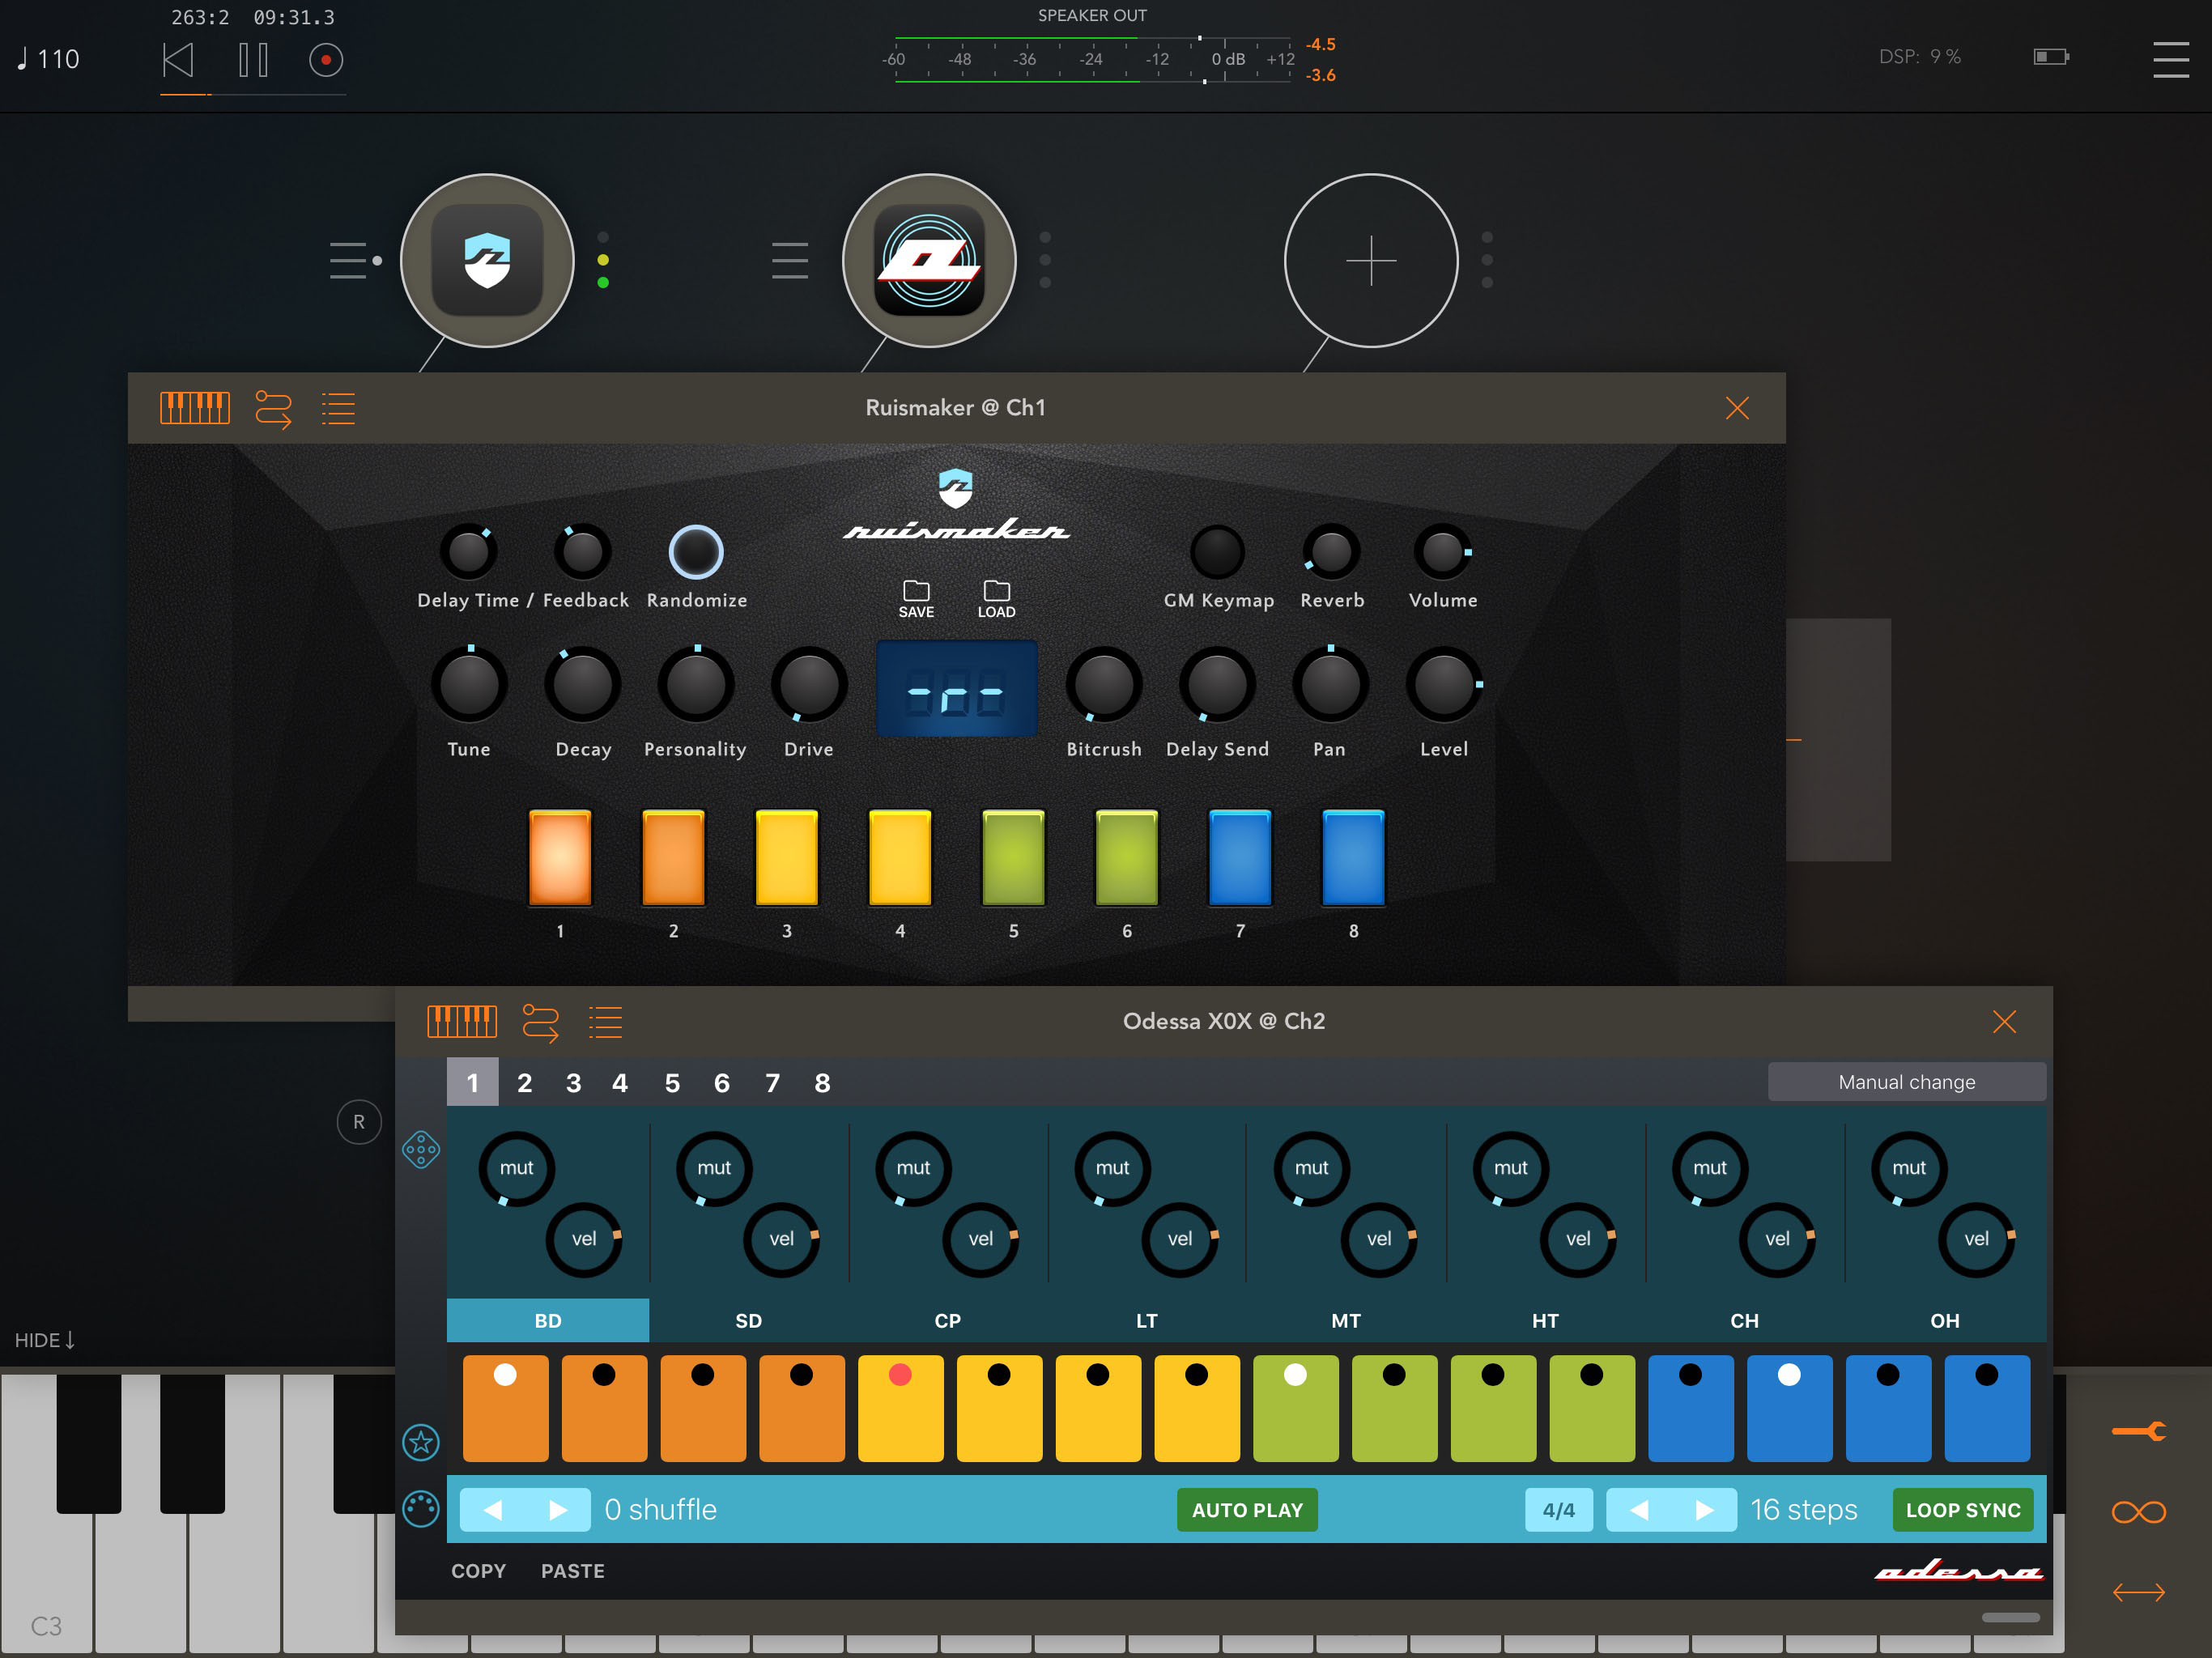 263:2 09:31.3
SPEAKER OUT
♩ 110
-60 -48 -36 -24 -12 0 dB +12
-4.5
-3.6
DSP: 9 %
Ruismaker @ Ch1
ruismaker
Delay Time / Feedback Randomize
SAVE LOAD
GM Keymap Reverb Volume
Tune Decay Personality Drive
-r-
Bitcrush Delay Send Pan Level
1 2 3 4 5 6 7 8
Odessa X0X @ Ch2
1 2 3 4 5 6 7 8
Manual change
R
mut mut mut mut mut mut mut mut
vel vel vel vel vel vel vel vel
BD SD CP LT MT HT CH OH
HIDE↓
0 shuffle AUTO PLAY 4/4 16 steps LOOP SYNC
COPY PASTE
odessa
C3